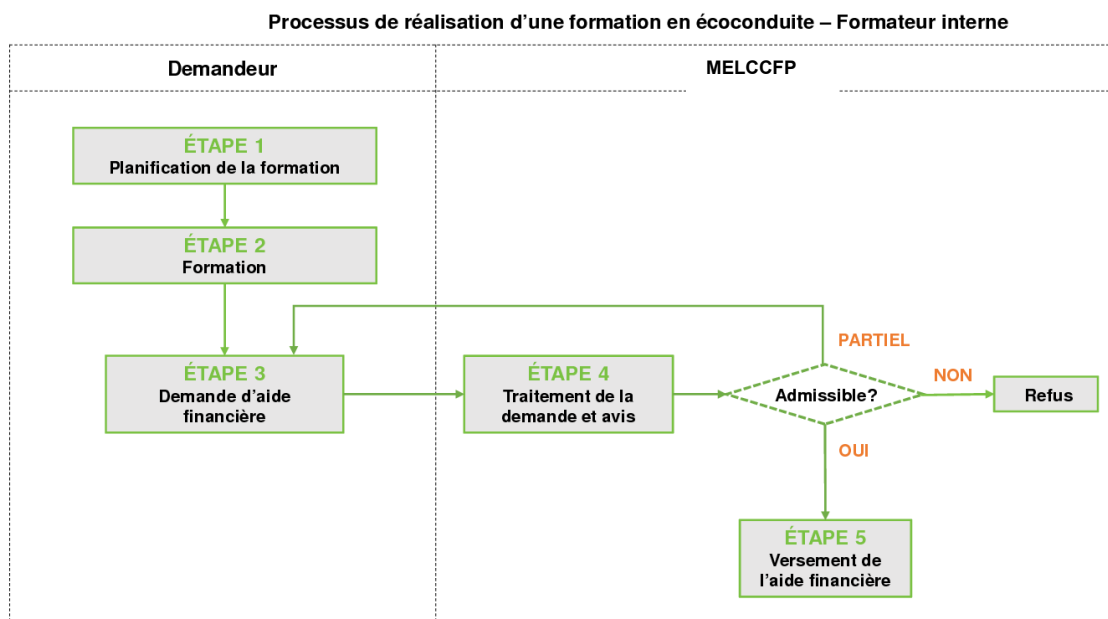 Processus de réalisation d’une formation en écoconduite – Formateur interne
Demandeur
MELCCFP
ÉTAPE 1
Planification de la formation
ÉTAPE 2
Formation
ÉTAPE 3
Demande d’aide
financière
ÉTAPE 4
Traitement de la
demande et avis
Admissible?
PARTIEL
NON
Refus
OUI
ÉTAPE 5
Versement de
l’aide financière